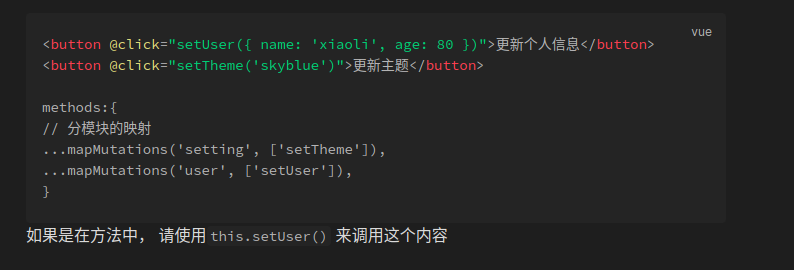 vue
<button @click="setUser({ name: 'xiaoli', age: 80 })">更新个人信息</button>
<button @click="setTheme('skyblue')">更新主题</button>
methods:{
// 分模块的映射
...mapMutations('setting', ['setTheme']),
...mapMutations('user', ['setUser']),
}
如果是在方法中， 请使用 this.setUser() 来调用这个内容